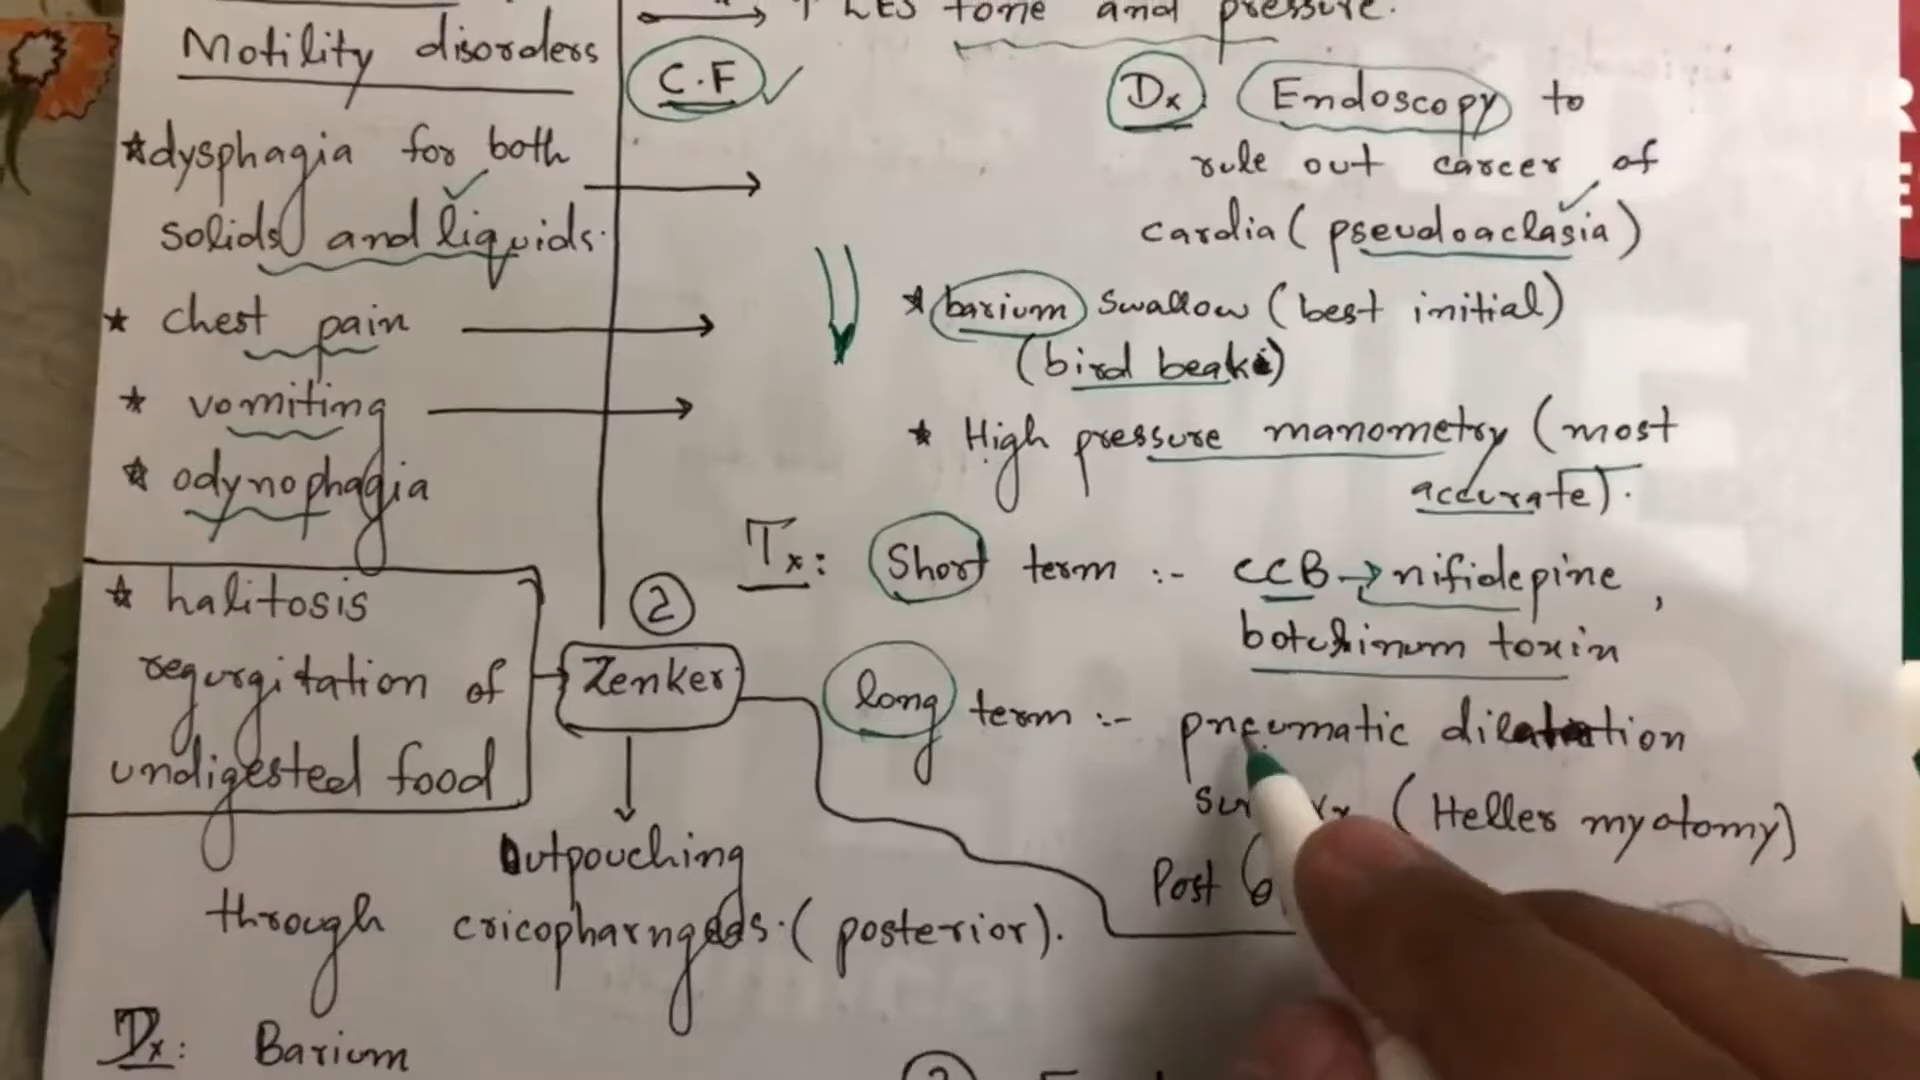 ↑ LES tone and pressure.
Motility disorders
C.F
Dx: Endoscopy to
rule out carcer of
cardia (pseudoaclasia)
*dysphagia for both
solids and liquids.
* chest pain
* vomiting
* odynophagia
* barium swallow (best initial)
(bird beak)
* High pressure manometry (most
accurate).
Tx: Short term :- CCB → nifidepine,
botulinum toxin
long term :- pneumatic dilatation
(Heller myotomy)
Post
* halitosis
regurgitation of
undigested food
2
Zenker
Outpouching
through cricopharngeus. (posterior).
Dx: Barium